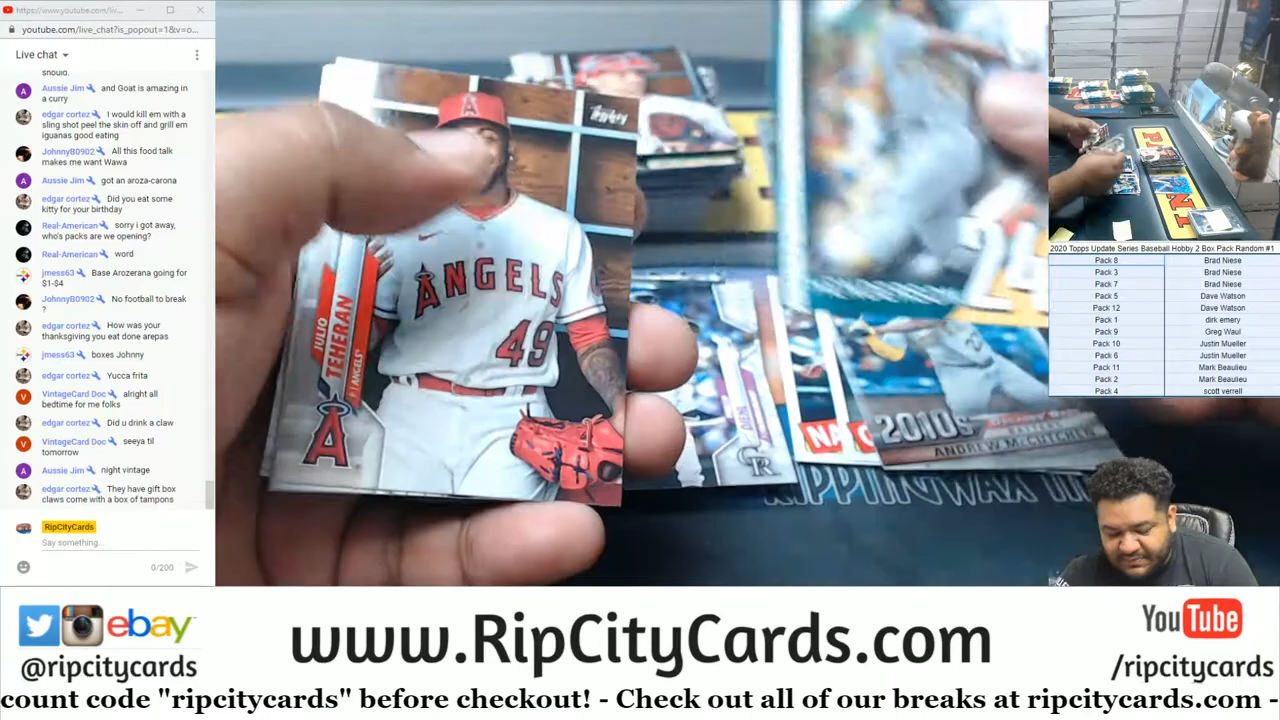 https://www.youtube.com/liv...
youtube.com/live_chat?is_popout=1&v=o...
Live chat
should.
Aussie Jim and Goat is amazing in
a curry
edgar cortez I would kill em with a
sling shot peel the skin off and grill em
iguanas good eating
JohnnyB0902 All this food talk
makes me want Wawa
Aussie Jim got an aroza-carona
edgar cortez Did you eat some
kitty for your birthday
Real-American sorry i got away,
who's packs are we opening?
Real-American word
jmess63 Base Arozerana going for
$1-$4
JohnnyB0902 No football to break
?
edgar cortez How was your
thanksgiving you eat done arepas
jmess63 boxes Johnny
edgar cortez Yucca frita
VintageCard Doc alright all
bedtime for me folks
edgar cortez Did u drink a claw
VintageCard Doc seeya til
tomorrow
Aussie Jim night vintage
edgar cortez They have gift box
claws come with a box of tampons
RipCityCards
Say something...
0/200
A
ANGELS
49
JULIO
TEHERAN
ANGELS
A
CR
2010s
ANDREW McCUTCHEN
RIPPINGWAX
2020 Topps Update Series Baseball Hobby 2 Box Pack Random #1
Pack 8 Brad Niese
Pack 3 Brad Niese
Pack 7 Brad Niese
Pack 5 Dave Watson
Pack 12 Dave Watson
Pack 1 dirk emery
Pack 9 Greg Waul
Pack 10 Justin Mueller
Pack 6 Justin Mueller
Pack 11 Mark Beaulieu
Pack 2 Mark Beaulieu
Pack 4 scott verrell
ebay
@ripcitycards
www.RipCityCards.com
YouTube
/ripcitycards
count code "ripcitycards" before checkout! - Check out all of our breaks at ripcitycards.com -